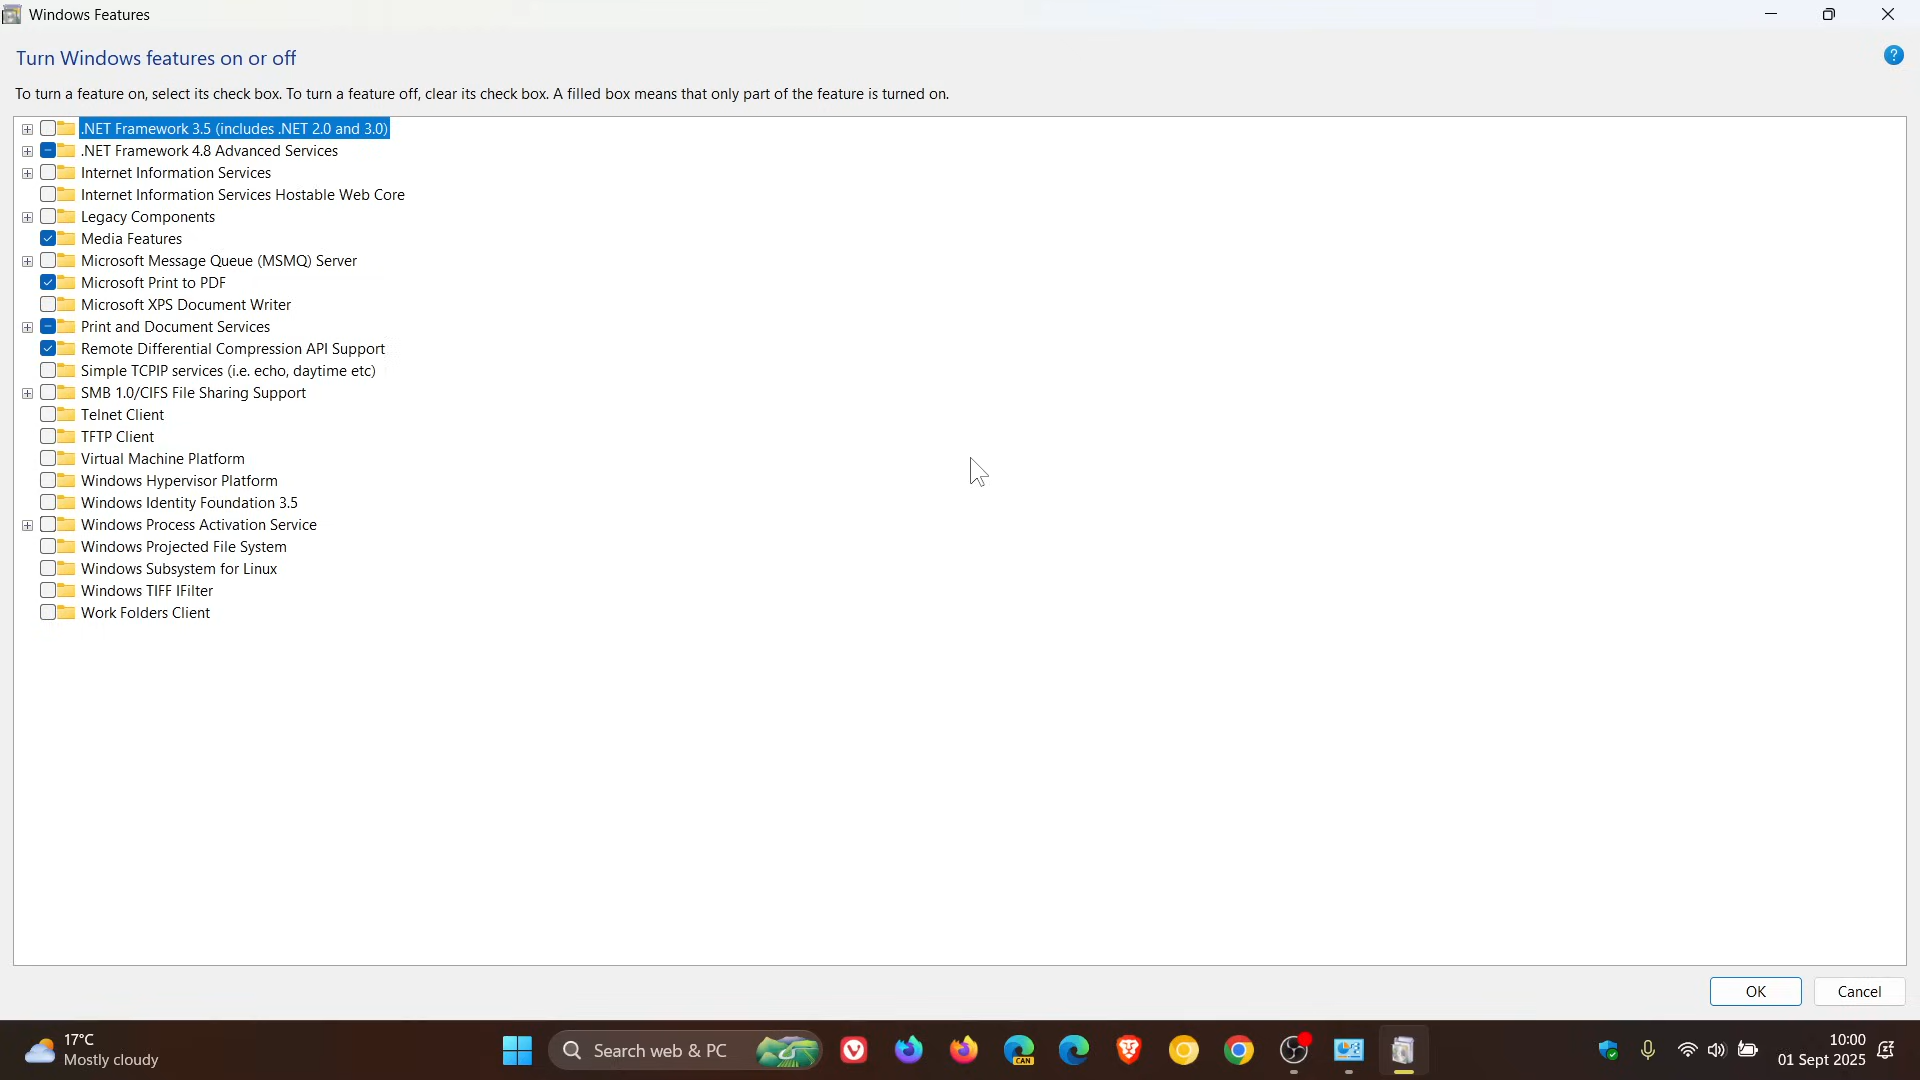 Windows Features
Turn Windows features on or off
?
To turn a feature on, select its check box. To turn a feature off, clear its check box. A filled box means that only part of the feature is turned on.
.NET Framework 3.5 (includes .NET 2.0 and 3.0)
.NET Framework 4.8 Advanced Services
Internet Information Services
Internet Information Services Hostable Web Core
Legacy Components
Media Features
Microsoft Message Queue (MSMQ) Server
Microsoft Print to PDF
Microsoft XPS Document Writer
Print and Document Services
Remote Differential Compression API Support
Simple TCPIP services (i.e. echo, daytime etc)
SMB 1.0/CIFS File Sharing Support
Telnet Client
TFTP Client
Virtual Machine Platform
Windows Hypervisor Platform
Windows Identity Foundation 3.5
Windows Process Activation Service
Windows Projected File System
Windows Subsystem for Linux
Windows TIFF IFilter
Work Folders Client
OK
Cancel
17°C
Mostly cloudy
Search web & PC
CAN
10:00
01 Sept 2025